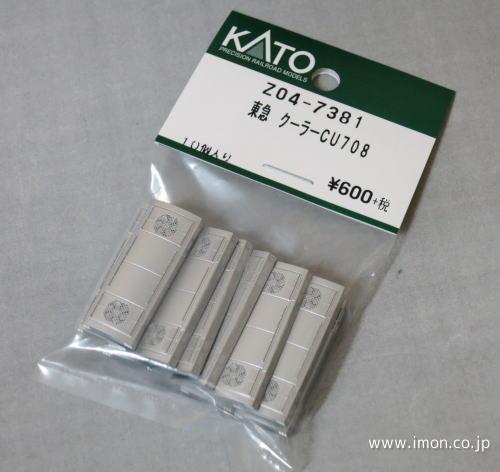 KATO
PRECISION RAILROAD MODELS
Z04-7381
東急 クーラーCU708
10個入り
¥600+税
www.imon.co.jp